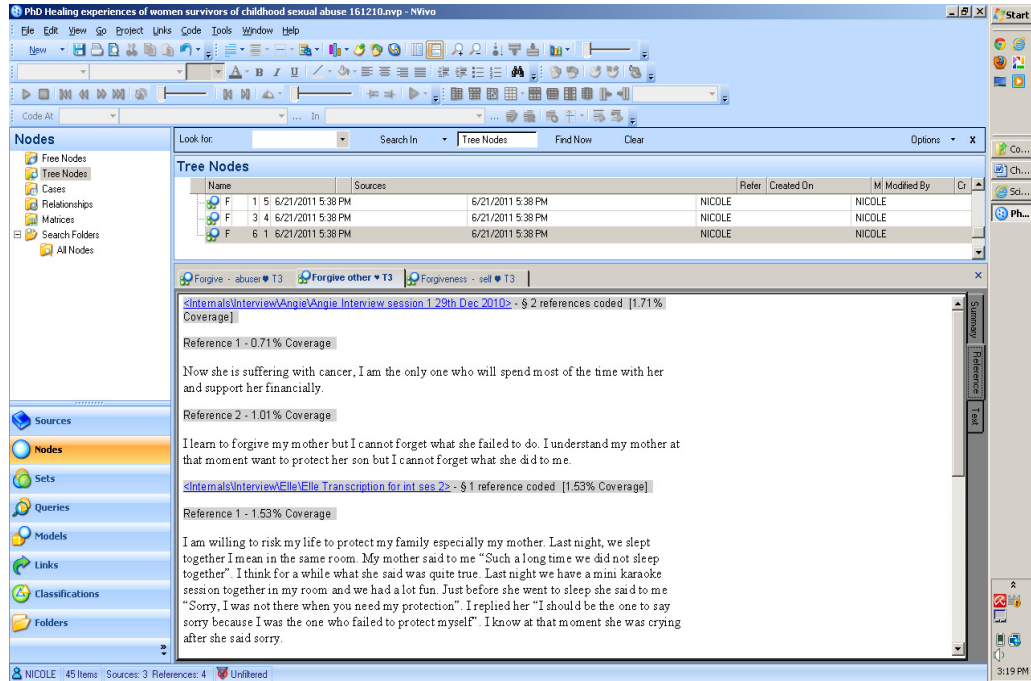 PhD Healing experiences of women survivors of childhood sexual abuse 161210.nvp - NVivo
File Edit View Go Project Links Code Tools Window Help
New
A B I U
Code At ... In ...
Nodes
Free Nodes
Tree Nodes
Cases
Relationships
Matrices
Search Folders
All Nodes
Sources
Nodes
Sets
Queries
Models
Links
Classifications
Folders
Look for: Search In Tree Nodes Find Now Clear Options x
Tree Nodes
Name Sources Refer Created On M Modified By Cr
F 1 5 6/21/2011 5:38 PM 6/21/2011 5:38 PM NICOLE NICOLE
F 3 4 6/21/2011 5:38 PM 6/21/2011 5:38 PM NICOLE NICOLE
F 6 1 6/21/2011 5:38 PM 6/21/2011 5:38 PM NICOLE NICOLE
Forgive - abuser♥ T3 Forgive other ♥ T3 Forgiveness - self ♥ T3
<Internals\Interview\Angie\Angie Interview session 1 29th Dec 2010> - § 2 references coded [1.71%
Coverage]
Reference 1 - 0.71% Coverage
Now she is suffering with cancer, I am the only one who will spend most of the time with her
and support her financially.
Reference 2 - 1.01% Coverage
I learn to forgive my mother but I cannot forget what she failed to do. I understand my mother at
that moment want to protect her son but I cannot forget what she did to me.
<Internals\Interview\Elle\Elle Transcription for int ses 2> - § 1 reference coded [1.53% Coverage]
Reference 1 - 1.53% Coverage
I am willing to risk my life to protect my family especially my mother. Last night, we slept
together I mean in the same room. My mother said to me “Such a long time we did not sleep
together”. I think for a while what she said was quite true. Last night we have a mini karaoke
session together in my room and we had a lot fun. Just before she went to sleep she said to me
“Sorry, I was not there when you need my protection”. I replied her “I should be the one to say
sorry because I was the one who failed to protect myself”. I know at that moment she was crying
after she said sorry.
Summary
Reference
Text
NICOLE 45 Items Sources: 3 References: 4 Unfiltered
Start
Co...
Ch...
Sci...
Ph...
3:19 PM